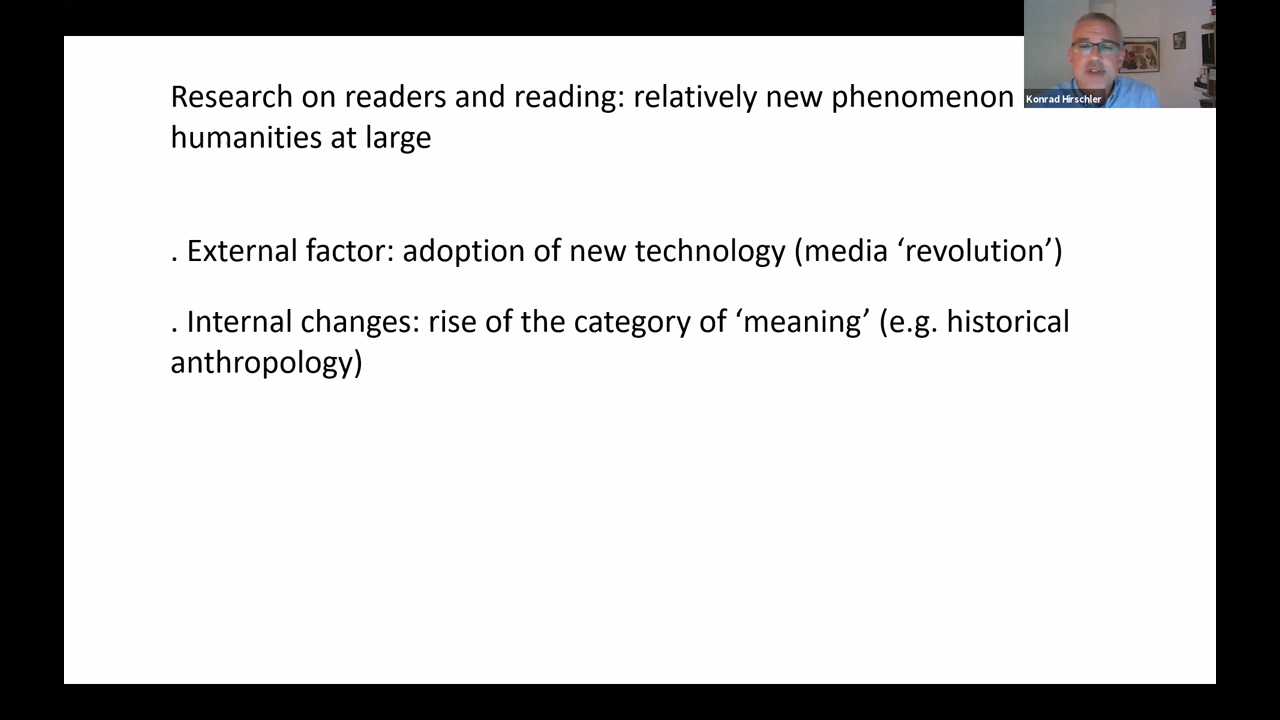 Research on readers and reading: relatively new phenomenon
humanities at large
. External factor: adoption of new technology (media ‘revolution’)
. Internal changes: rise of the category of ‘meaning’ (e.g. historical
anthropology)
Konrad Hirschler